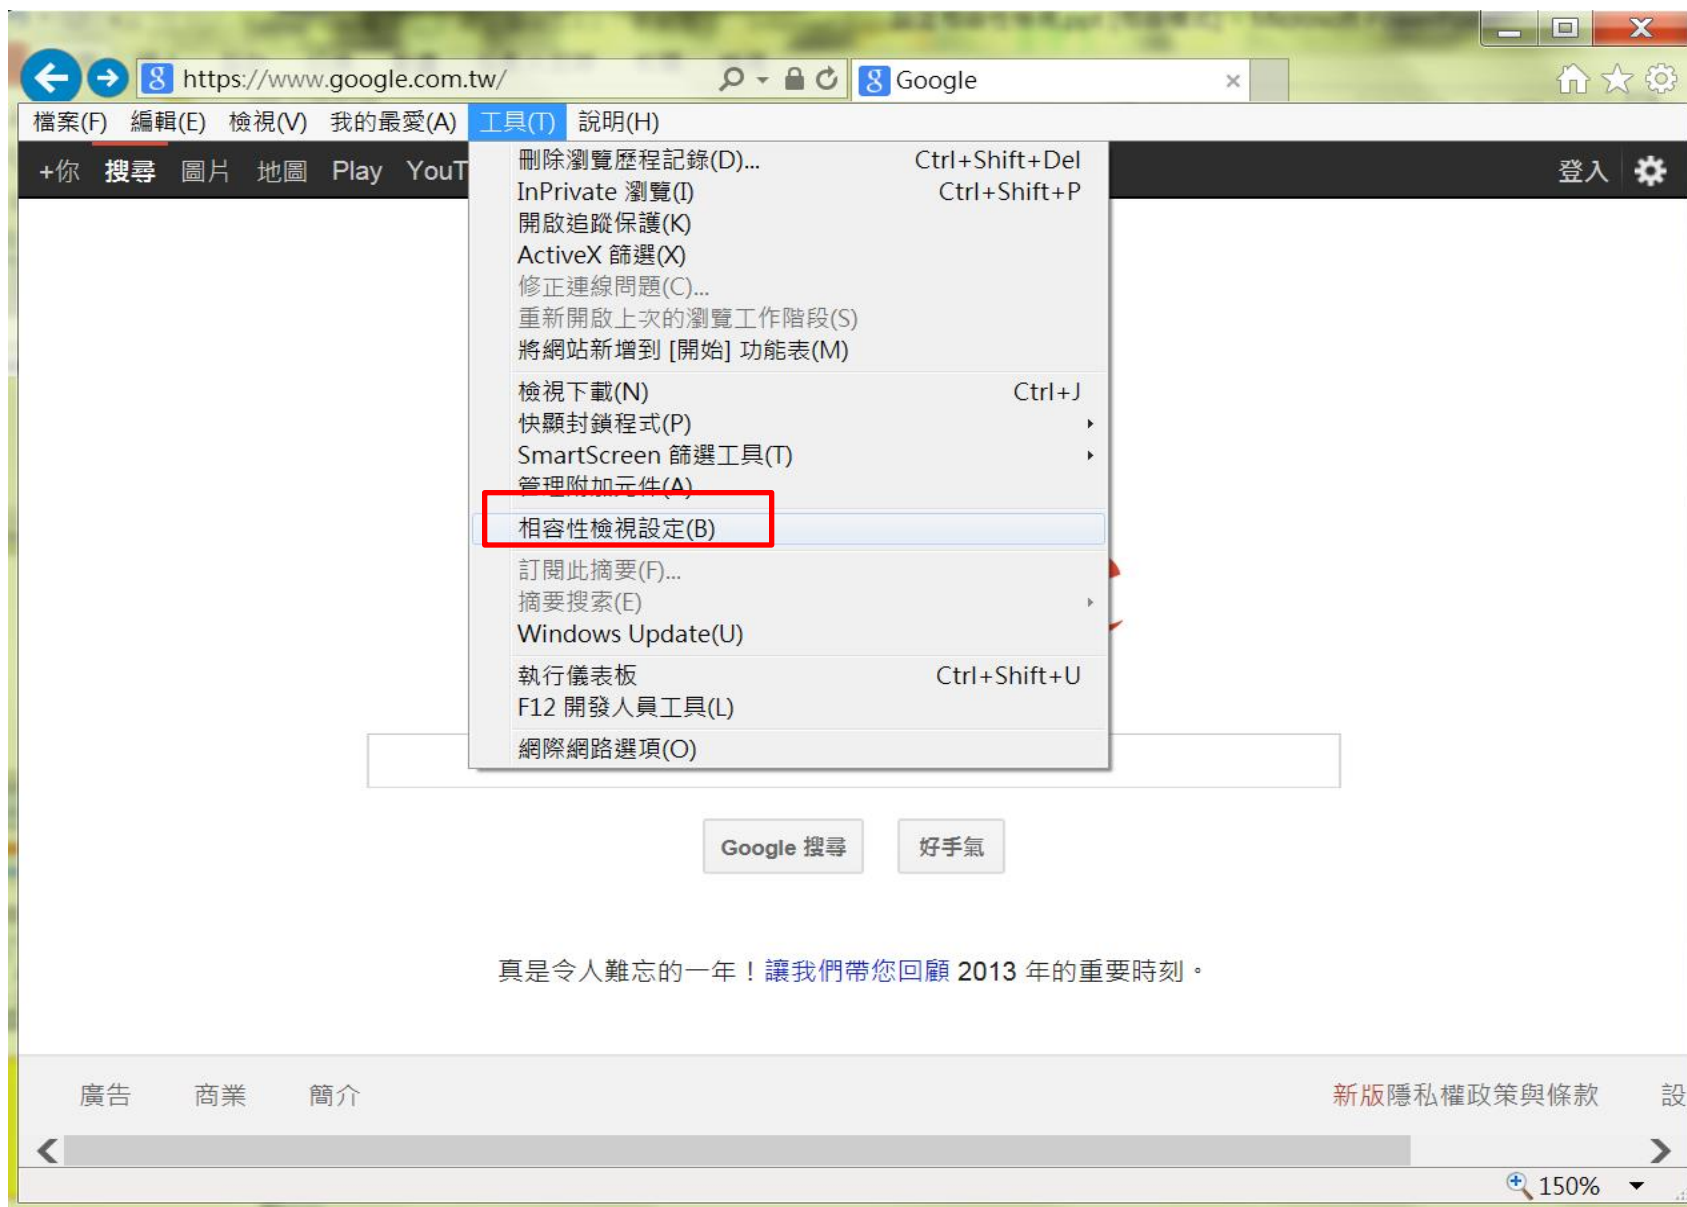 https://www.google.com.tw/
Google
檔案(F) 編輯(E) 檢視(V) 我的最愛(A) 工具(T) 說明(H)
+你 搜尋 圖片 地圖 Play YouT
登入
刪除瀏覽歷程記錄(D)... Ctrl+Shift+Del
InPrivate 瀏覽(I) Ctrl+Shift+P
開啟追蹤保護(K)
ActiveX 篩選(X)
修正連線問題(C)...
重新開啟上次的瀏覽工作階段(S)
將網站新增到 [開始] 功能表(M)
檢視下載(N) Ctrl+J
快顯封鎖程式(P)
SmartScreen 篩選工具(T)
管理附加元件(A)
相容性檢視設定(B)
訂閱此摘要(F)...
摘要搜索(E)
Windows Update(U)
執行儀表板 Ctrl+Shift+U
F12 開發人員工具(L)
網際網路選項(O)
Google 搜尋 好手氣
真是令人難忘的一年！讓我們帶您回顧 2013 年的重要時刻。
廣告 商業 簡介 新版隱私權政策與條款 設
150%